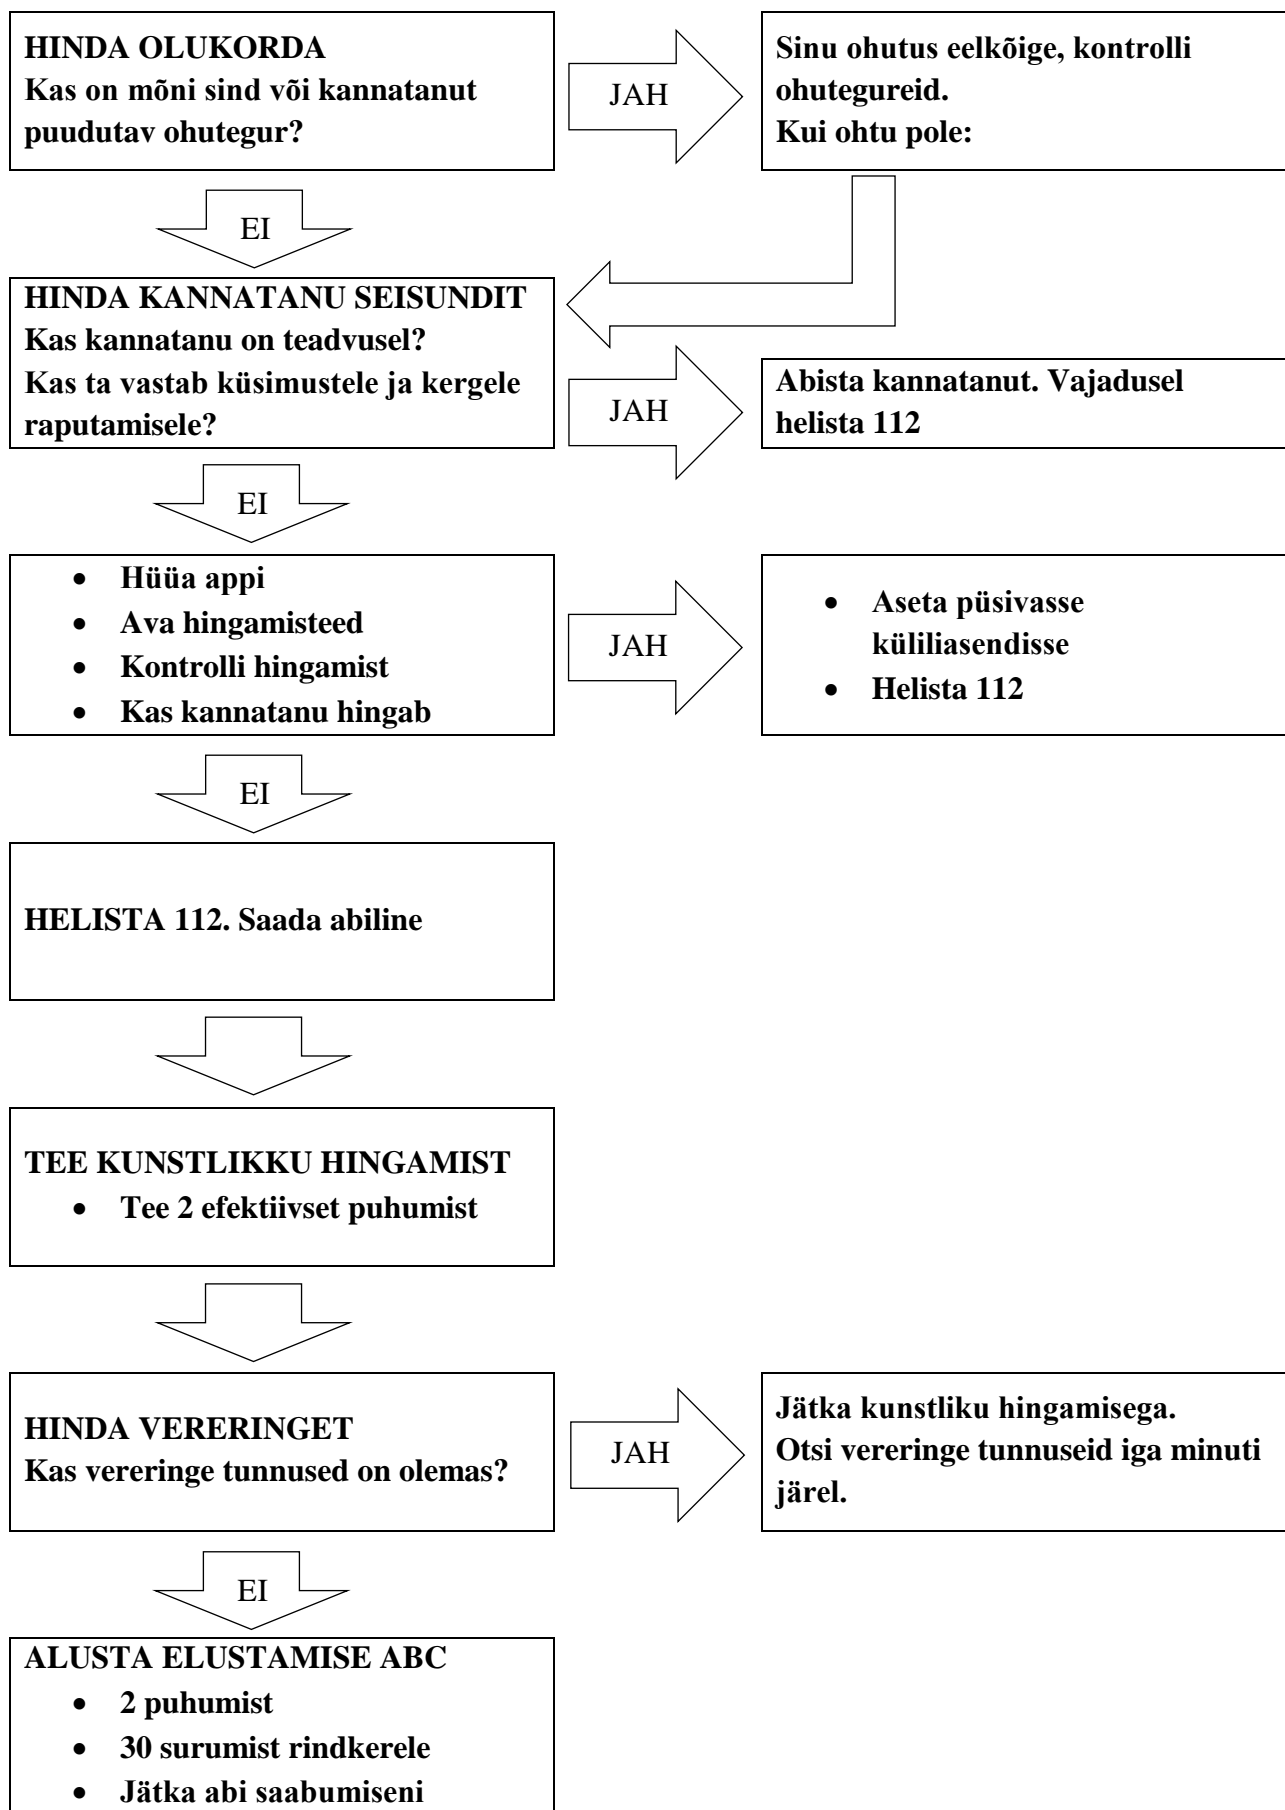 HINDA OLUKORDA
Kas on mõni sind või kannatanut
puudutav ohutegur?
JAH
Sinu ohutus eelkõige, kontrolli
ohutegureid.
Kui ohtu pole:
EI
HINDA KANNATANU SEISUNDIT
Kas kannatanu on teadvusel?
Kas ta vastab küsimustele ja kergele
raputamisele?
JAH
Abista kannatanut. Vajadusel
helista 112
EI
• Hüüa appi
• Ava hingamisteed
• Kontrolli hingamist
• Kas kannatanu hingab
JAH
• Aseta püsivasse
küliliasendisse
• Helista 112
EI
HELISTA 112. Saada abiline
TEE KUNSTLIKKU HINGAMIST
• Tee 2 efektiivset puhumist
HINDA VERERINGET
Kas vereringe tunnused on olemas?
JAH
Jätka kunstliku hingamisega.
Otsi vereringe tunnuseid iga minuti
järel.
EI
ALUSTA ELUSTAMISE ABC
• 2 puhumist
• 30 surumist rindkerele
• Jätka abi saabumiseni